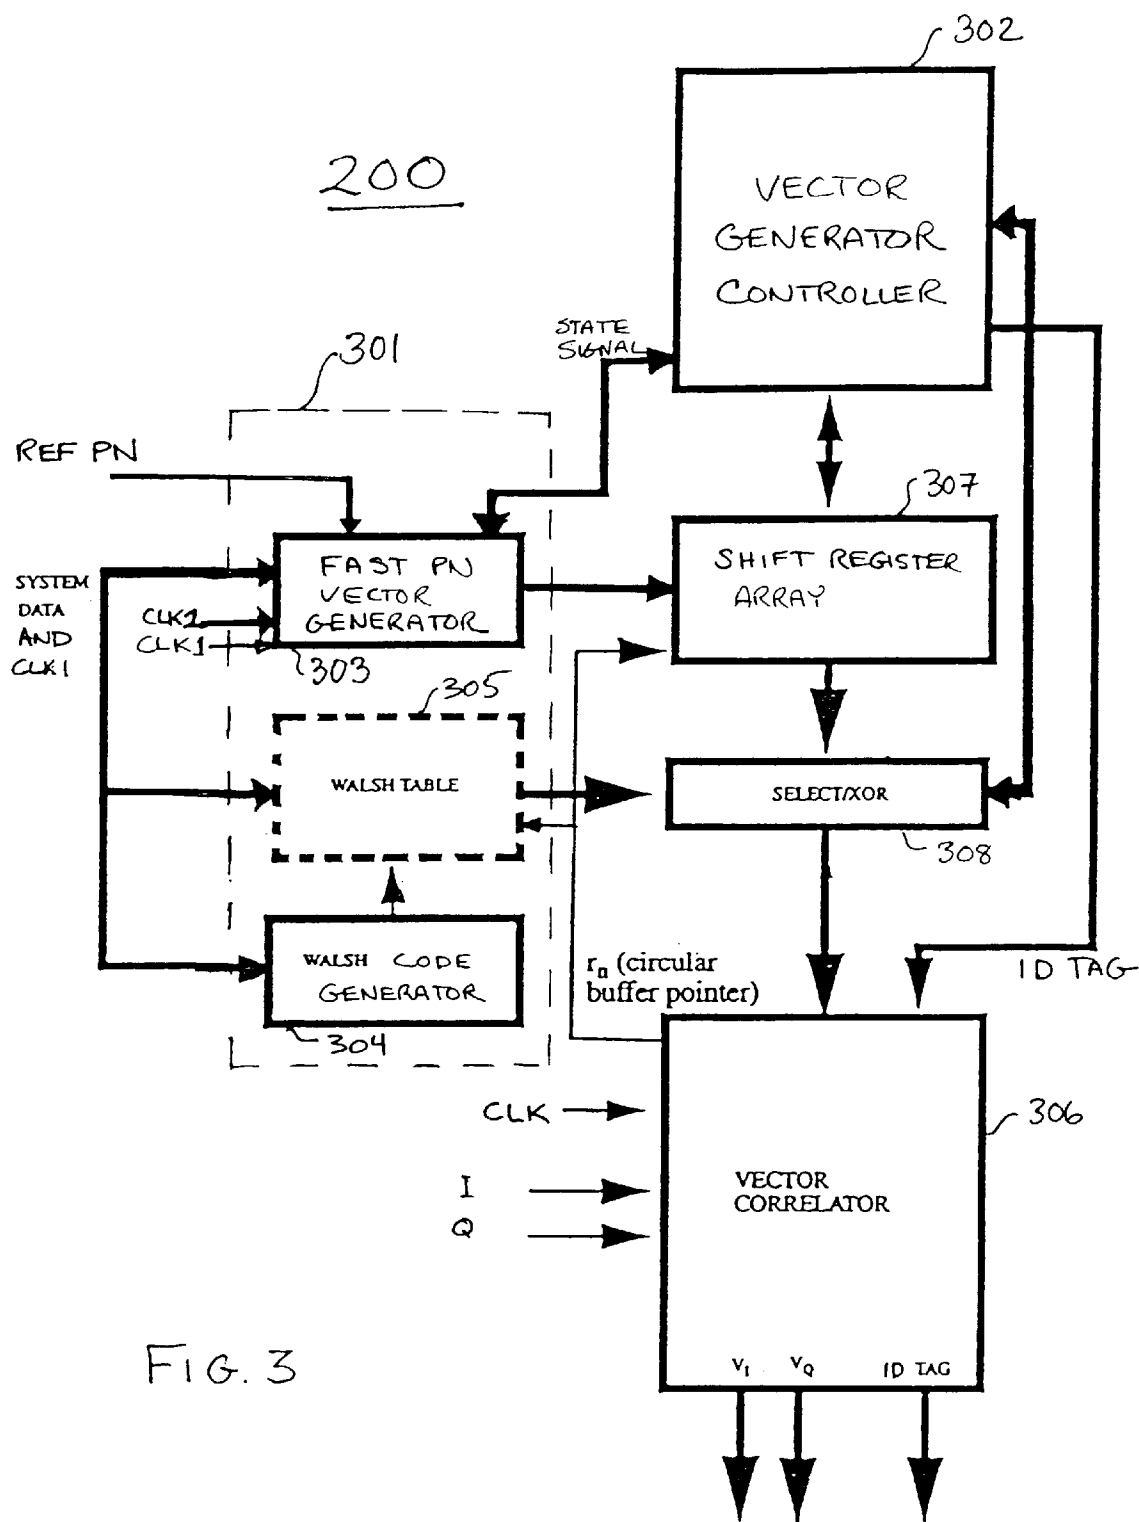 302
200
VECTOR
GENERATOR
CONTROLLER
STATE
SIGNAL
301
REF PN
307
FAST PN
VECTOR
GENERATOR
SHIFT REGISTER
ARRAY
SYSTEM
DATA
AND
CLK1
CLK2
CLK1
303
305
WALSH TABLE
SELECT/XOR
308
WALSH CODE
GENERATOR
304
rn (circular
buffer pointer)
ID TAG
CLK
306
I
Q
VECTOR
CORRELATOR
FIG. 3
VI VQ ID TAG